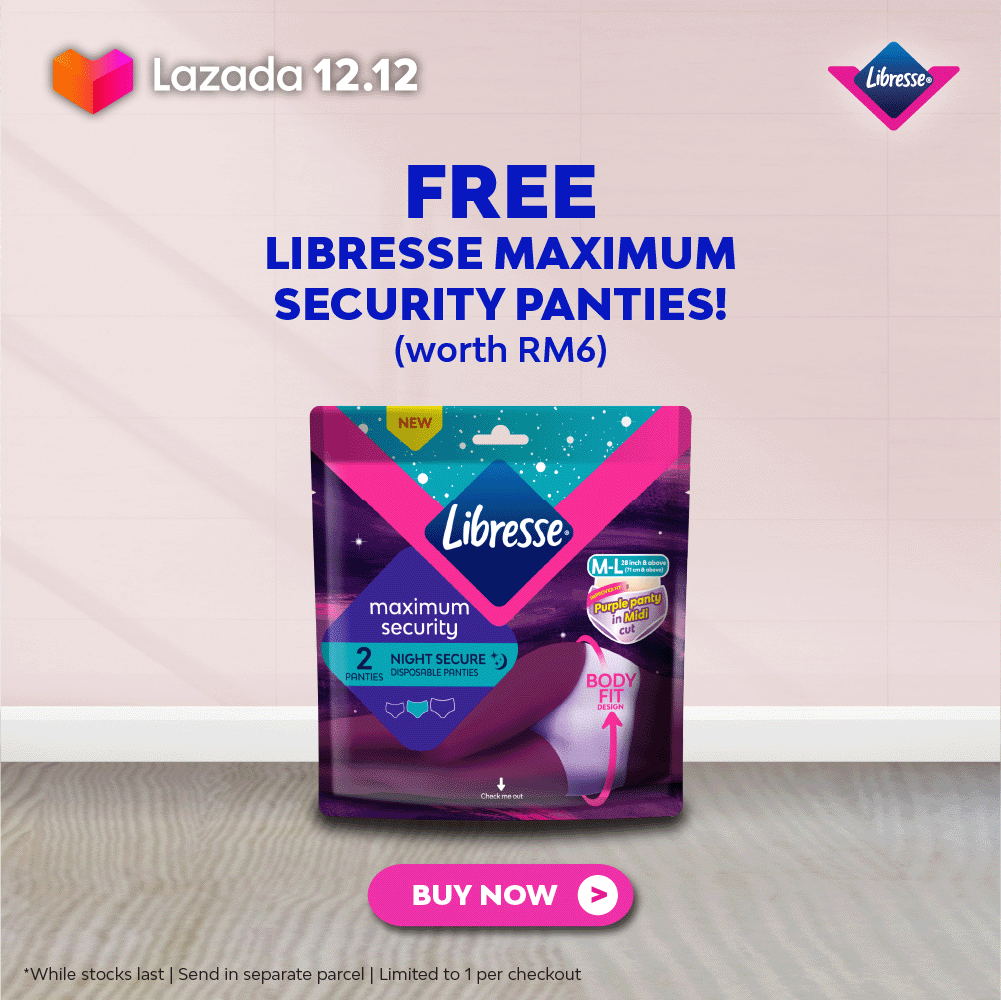 Lazada 12.12
Libresse®
FREE
LIBRESSE MAXIMUM
SECURITY PANTIES!
(worth RM6)
NEW
Libresse®
M-L 28 inch & above
(71 cm & above)
Purple panty
in Midi
cut
maximum
security
2 PANTIES
NIGHT SECURE
DISPOSABLE PANTIES
BODY
FIT
DESIGN
Check me out
BUY NOW >
*While stocks last | Send in separate parcel | Limited to 1 per checkout